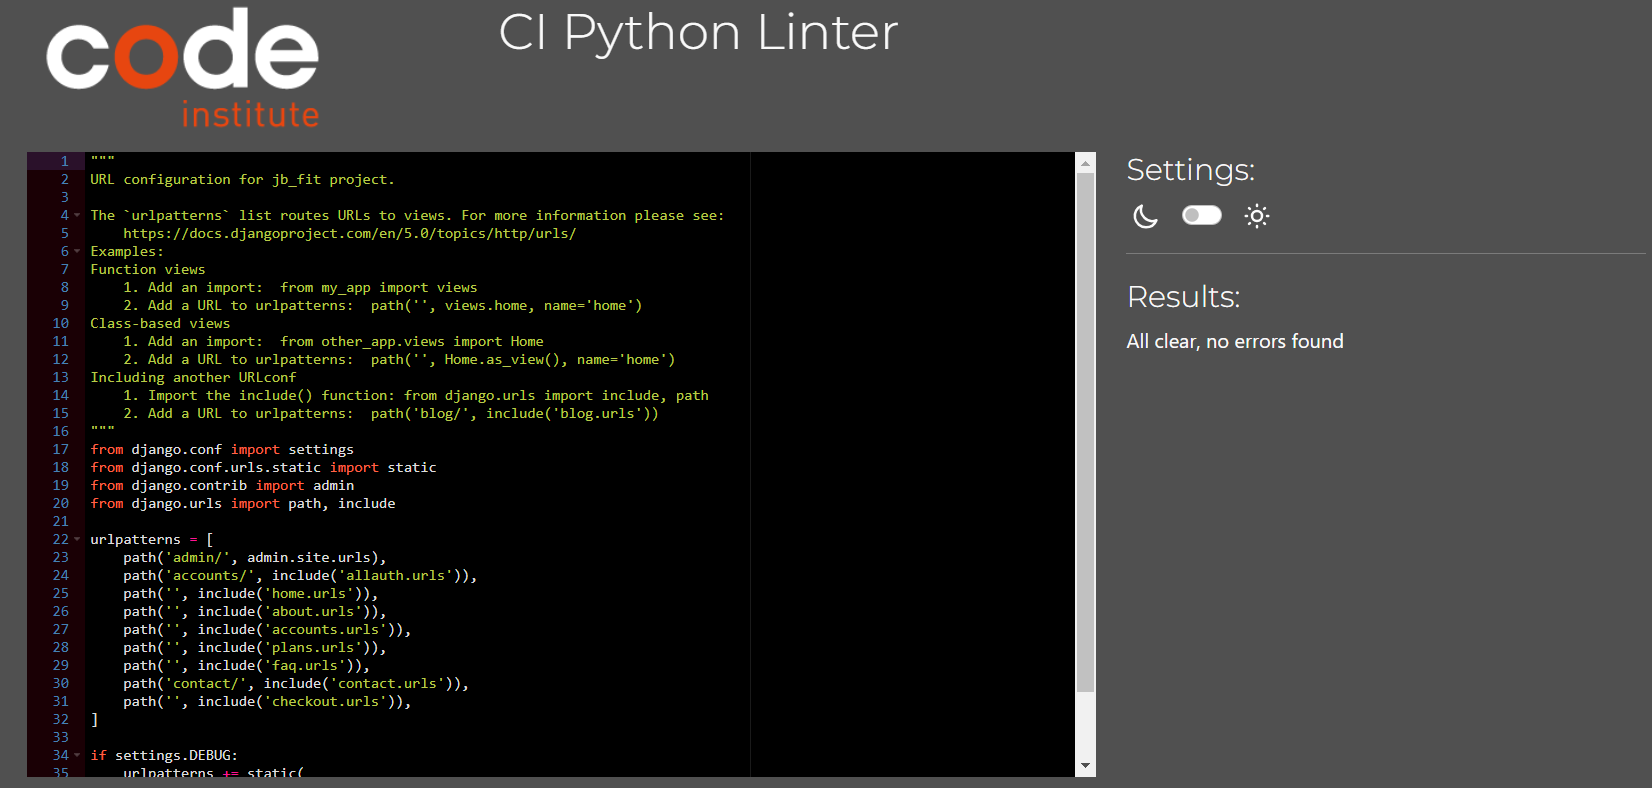 code
institute
CI Python Linter
1 """
2 URL configuration for jb_fit project.
3
4 The `urlpatterns` list routes URLs to views. For more information please see:
5     https://docs.djangoproject.com/en/5.0/topics/http/urls/
6 Examples:
7 Function views
8     1. Add an import:  from my_app import views
9     2. Add a URL to urlpatterns:  path('', views.home, name='home')
10 Class-based views
11     1. Add an import:  from other_app.views import Home
12     2. Add a URL to urlpatterns:  path('', Home.as_view(), name='home')
13 Including another URLconf
14     1. Import the include() function: from django.urls import include, path
15     2. Add a URL to urlpatterns:  path('blog/', include('blog.urls'))
16 """
17 from django.conf import settings
18 from django.conf.urls.static import static
19 from django.contrib import admin
20 from django.urls import path, include
21
22 urlpatterns = [
23     path('admin/', admin.site.urls),
24     path('accounts/', include('allauth.urls')),
25     path('', include('home.urls')),
26     path('', include('about.urls')),
27     path('', include('accounts.urls')),
28     path('', include('plans.urls')),
29     path('', include('faq.urls')),
30     path('contact/', include('contact.urls')),
31     path('', include('checkout.urls')),
32 ]
33
34 if settings.DEBUG:
35     urlpatterns += static(
Settings:
Results:
All clear, no errors found